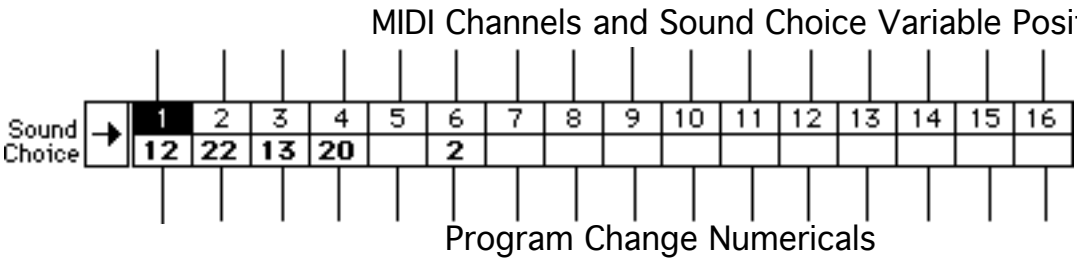 MIDI Channels and Sound Choice Variable
1 2 3 4 5 6 7 8 9 10 11 12 13 14 15 16
Sound
Choice
12 22 13 20 2
Program Change Numericals